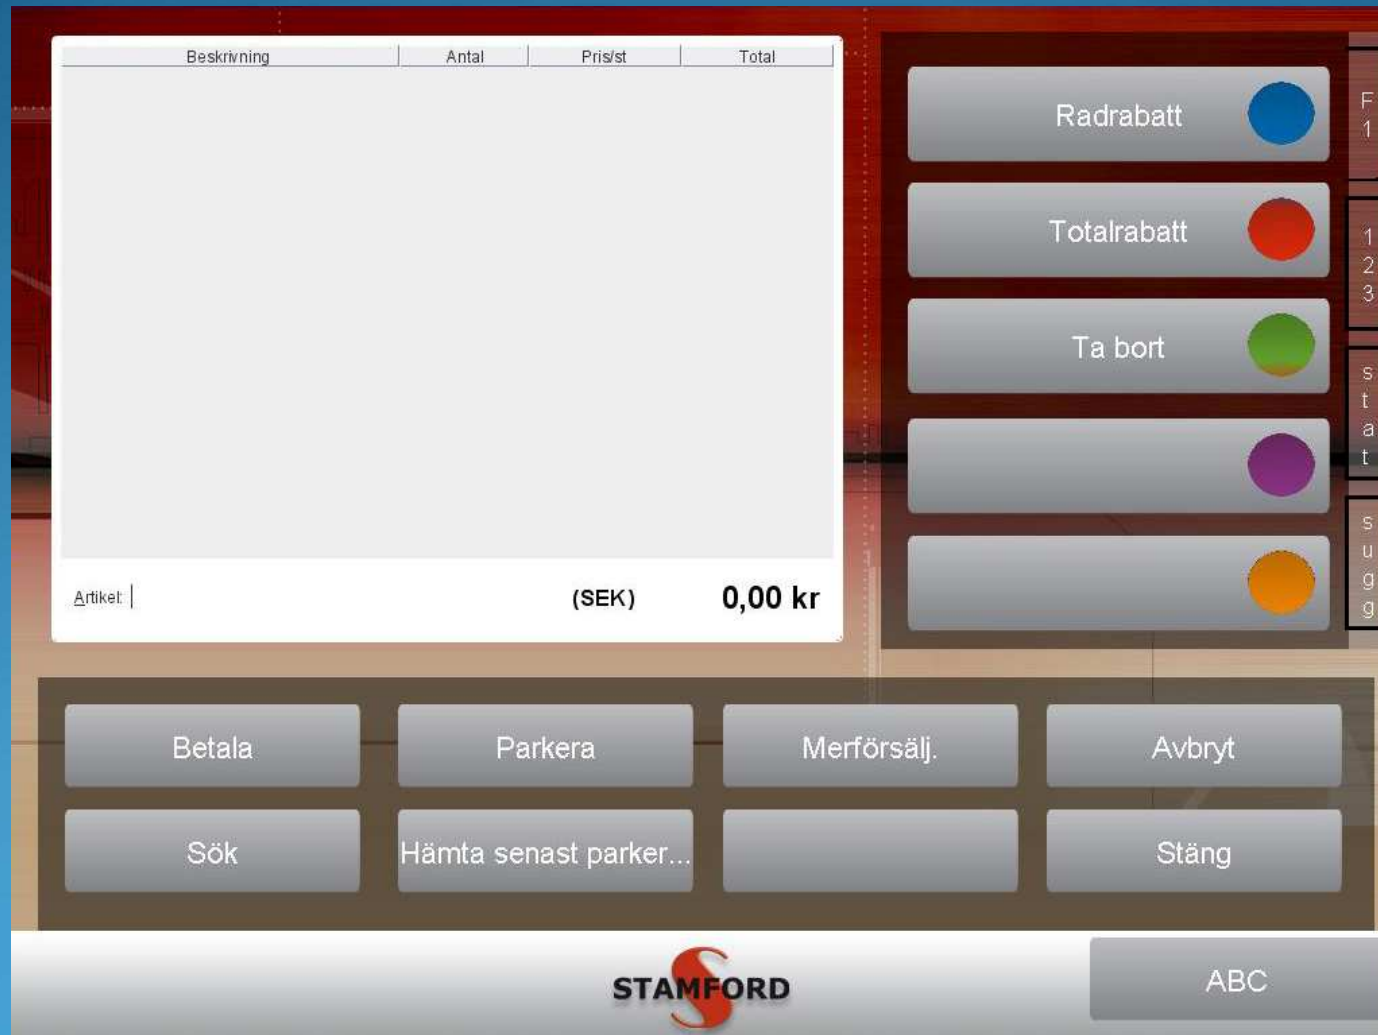 Beskrivning Antal Pris/st Total
Artikel: (SEK) 0,00 kr
Radrabatt
Totalrabatt
Ta bort
F
1
1
2
3
s
t
a
t
s
u
g
g
Betala Parkera Merförsälj. Avbryt
Sök Hämta senast parker... Stäng
STAMFORD
ABC